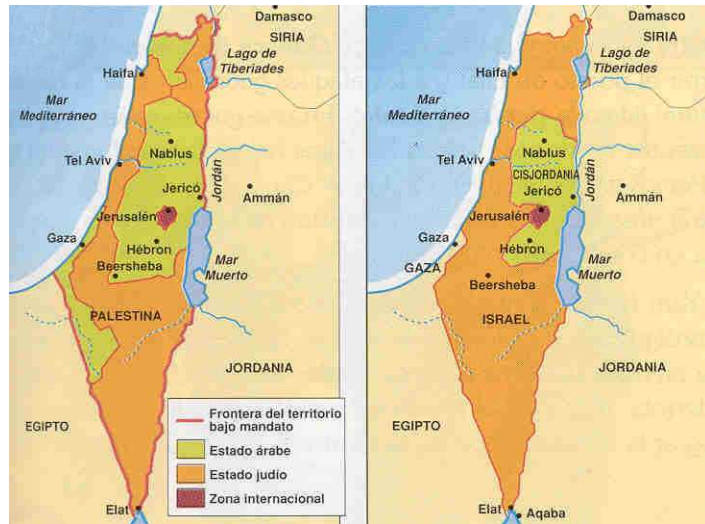 Damasco
SIRIA
Lago de
Tiberiades
Haifa
Mar
Mediterráneo
Nablus
Tel Aviv
Jordán
Jericó
Jerusalén
Ammán
Gaza
Hébron
Mar
Muerto
Beersheba
PALESTINA
JORDANIA
EGIPTO
Elat
Frontera del territorio
bajo mandato
Estado árabe
Estado judío
Zona internacional
Damasco
SIRIA
Lago de
Tiberiades
Haifa
Mar
Mediterráneo
Nablus
Tel Aviv
CISJORDANIA
Jordán
Jericó
Jerusalén
Ammán
Gaza
Hébron
GAZA
Mar
Muerto
Beersheba
ISRAEL
JORDANIA
EGIPTO
Elat
Aqaba